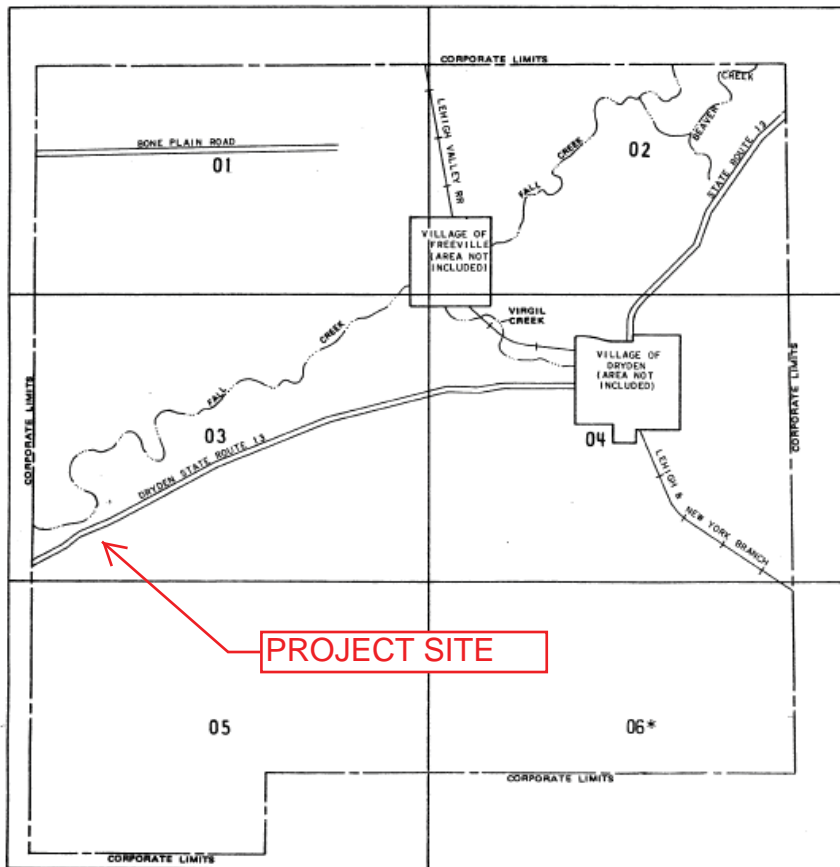 CORPORATE LIMITS
CREEK
BEAVER
BONE PLAIN ROAD
01
LEHIGH VALLEY RR
FALL CREEK
02
STATE ROUTE 13
VILLAGE OF
FREEVILLE
(AREA NOT
INCLUDED)
VIRGIL
CREEK
VILLAGE OF
DRYDEN
(AREA NOT
INCLUDED)
CORPORATE LIMITS
FALL CREEK
03
DRYDEN STATE ROUTE 13
04
CORPORATE LIMITS
LEHIGH & NEW YORK BRANCH
PROJECT SITE
05
06*
CORPORATE LIMITS
CORPORATE LIMITS